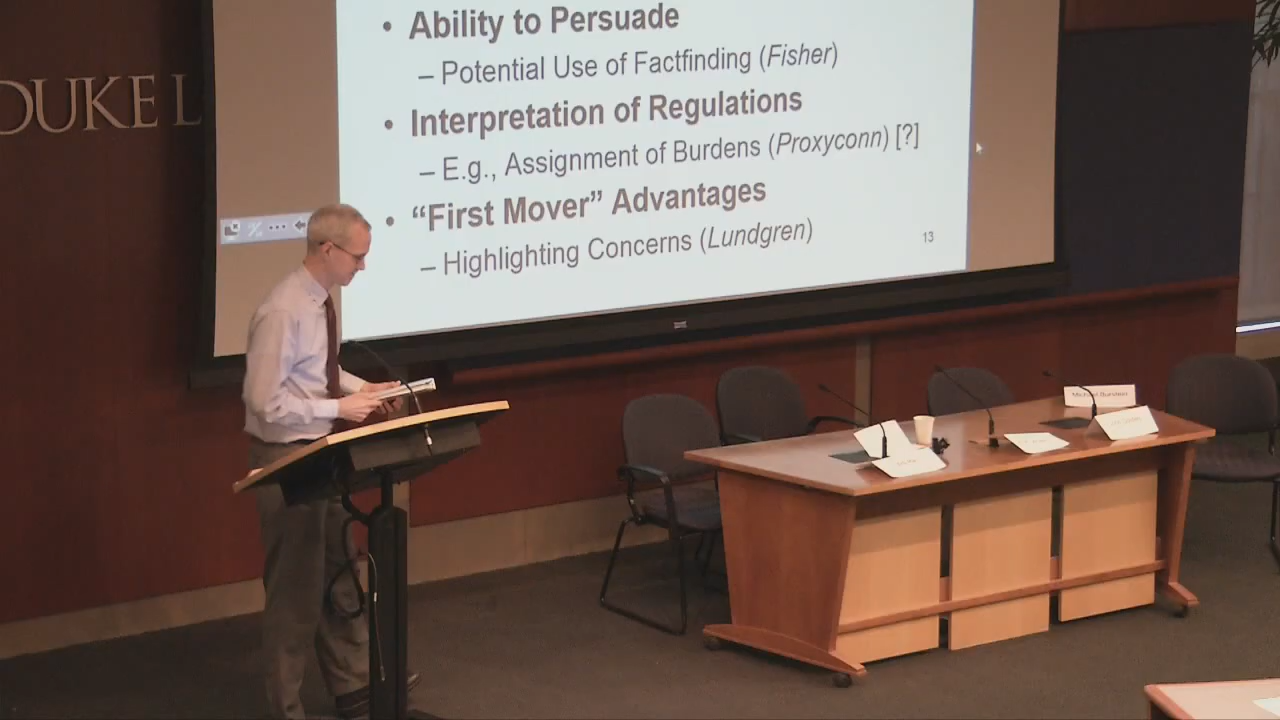 DUKE L
• Ability to Persuade
– Potential Use of Factfinding (Fisher)
• Interpretation of Regulations
– E.g., Assignment of Burdens (Proxyconn) [?]
• “First Mover” Advantages
– Highlighting Concerns (Lundgren)
13
Michael